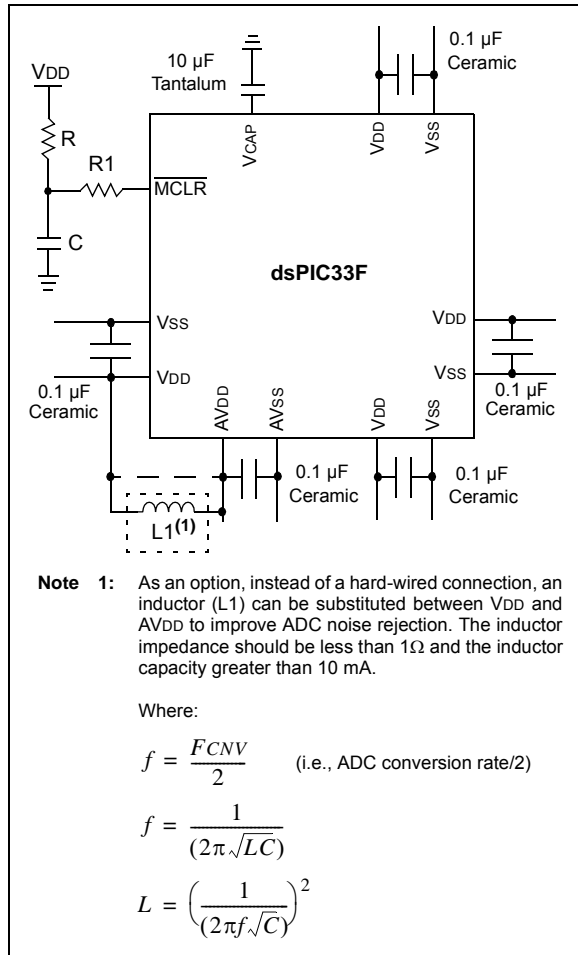 VDD
10 µF
Tantalum
0.1 µF
Ceramic
R
R1
C
VCAP
VDD
VSS
MCLR
dsPIC33F
VSS
VDD
0.1 µF
Ceramic
VDD
VSS
0.1 µF
Ceramic
AVDD
AVSS
VDD
VSS
0.1 µF
Ceramic
0.1 µF
Ceramic
L1(1)
Note 1: As an option, instead of a hard-wired connection, an
inductor (L1) can be substituted between VDD and
AVDD to improve ADC noise rejection. The inductor
impedance should be less than 1Ω and the inductor
capacity greater than 10 mA.
Where:
f = FCNV / 2 (i.e., ADC conversion rate/2)
f = 1 / (2π√LC)
L = (1 / (2πf√C))²